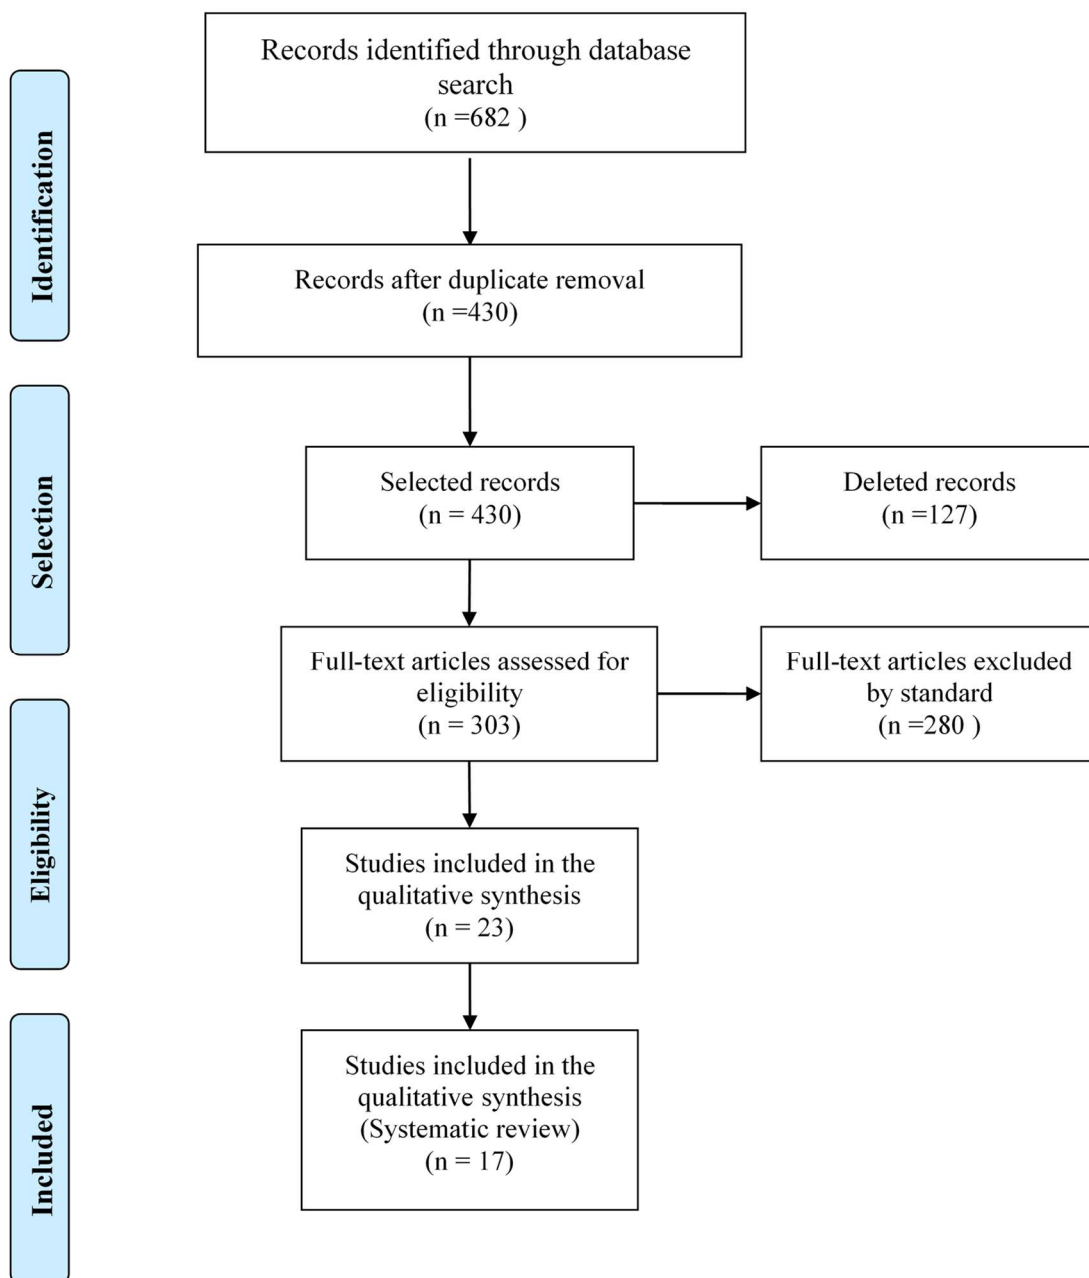 Identification
Records identified through database
search
(n =682 )
Records after duplicate removal
(n =430)
Selection
Selected records
(n = 430)
Deleted records
(n =127)
Full-text articles assessed for
eligibility
(n = 303)
Full-text articles excluded
by standard
(n =280 )
Eligibility
Studies included in the
qualitative synthesis
(n = 23)
Included
Studies included in the
qualitative synthesis
(Systematic review)
(n = 17)